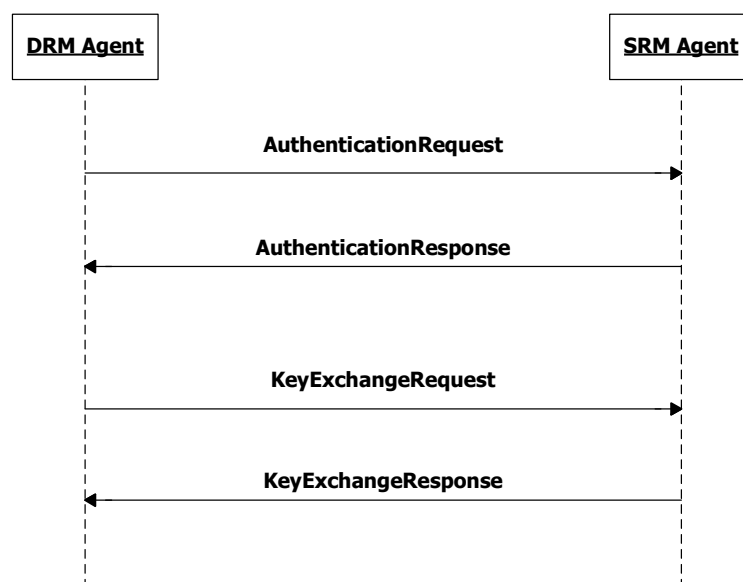 DRM Agent
SRM Agent
AuthenticationRequest
AuthenticationResponse
KeyExchangeRequest
KeyExchangeResponse